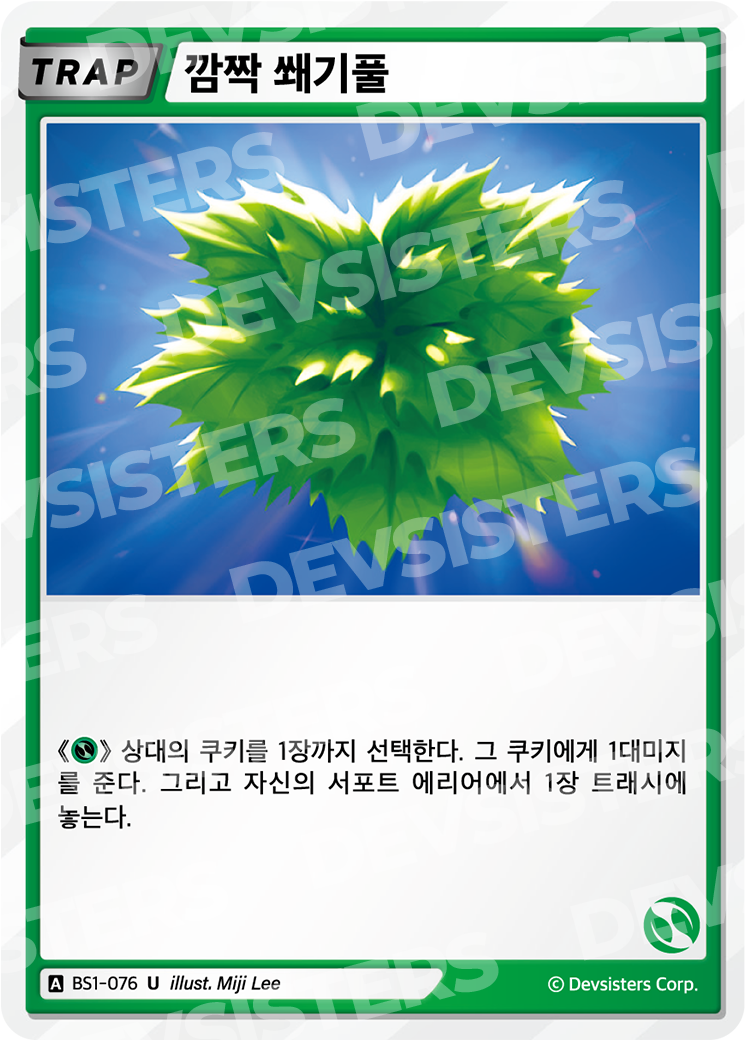 TRAP 깜짝 쐐기풀
《 》 상대의 쿠키를 1장까지 선택한다. 그 쿠키에게 1대미지
를 준다. 그리고 자신의 서포트 에리어에서 1장 트래시에
놓는다.
A BS1-076 U illust. Miji Lee
© Devsisters Corp.
DEVSISTERS